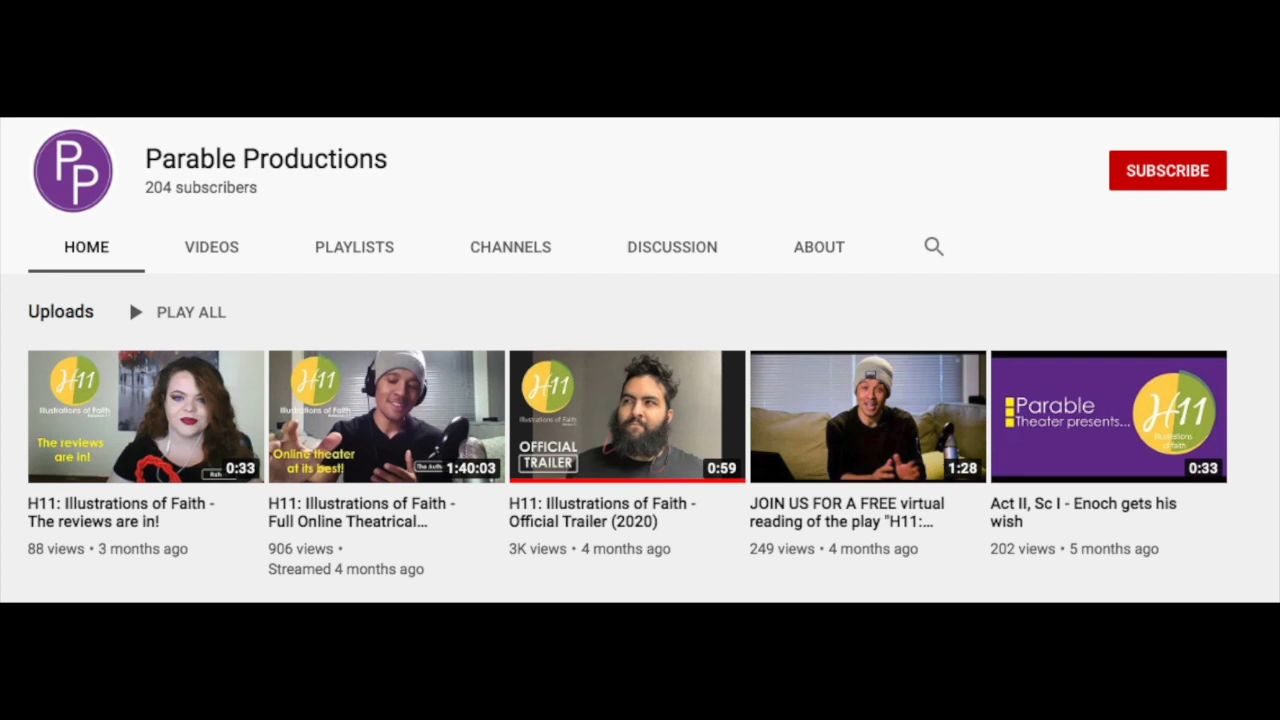 PP
Parable Productions
204 subscribers
SUBSCRIBE
HOME
VIDEOS
PLAYLISTS
CHANNELS
DISCUSSION
ABOUT
Uploads
PLAY ALL
H11
Illustrations of Faith
The reviews
are in!
0:33
H11
Illustrations of Faith
Online theater
at its best!
1:40:03
H11
Illustrations of Faith
OFFICIAL
TRAILER
0:59
1:28
Parable
Theater presents...
H11
Illustrations
of faith
0:33
H11: Illustrations of Faith -
The reviews are in!
88 views • 3 months ago
H11: Illustrations of Faith -
Full Online Theatrical...
906 views •
Streamed 4 months ago
H11: Illustrations of Faith -
Official Trailer (2020)
3K views • 4 months ago
JOIN US FOR A FREE virtual
reading of the play "H11:...
249 views • 4 months ago
Act II, Sc I - Enoch gets his
wish
202 views • 5 months ago